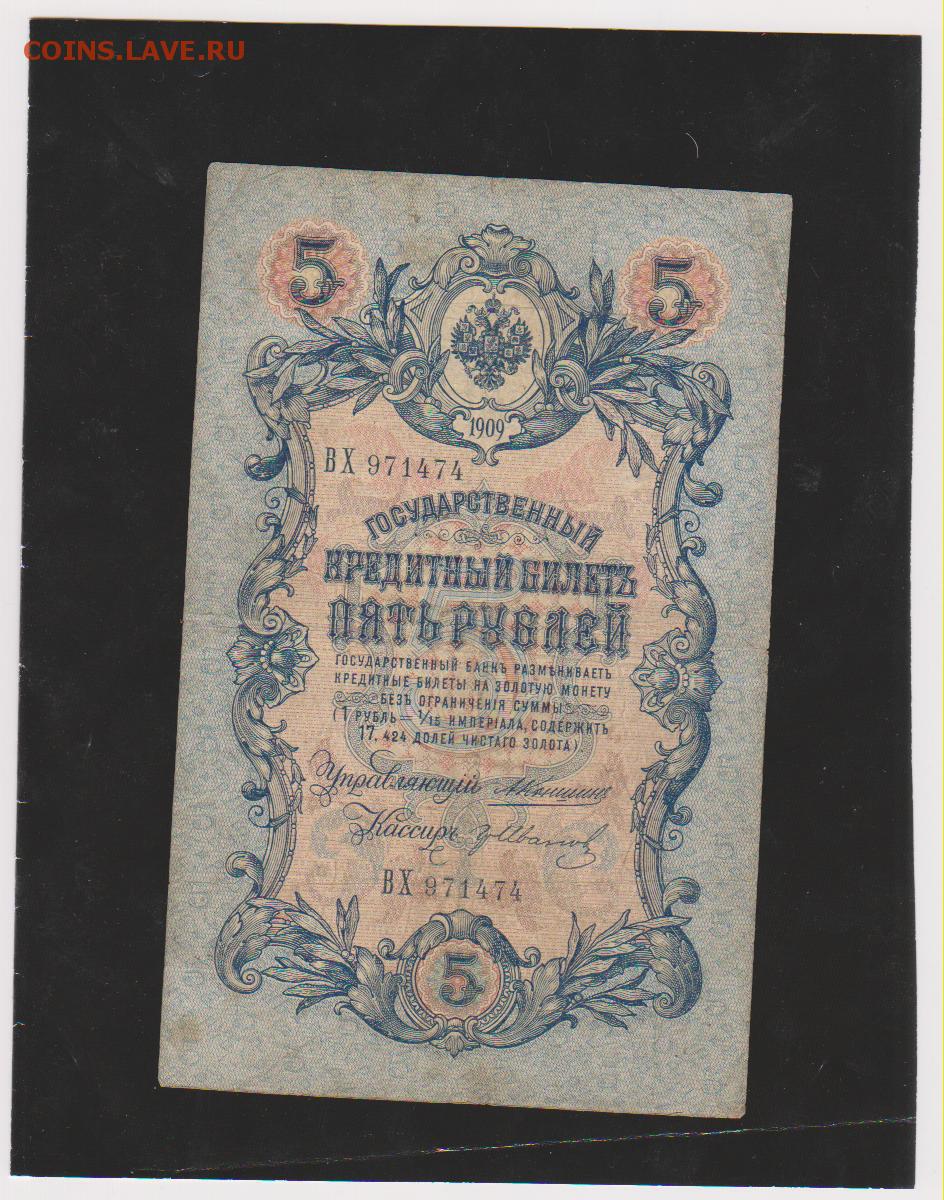 COINS.LAVE.RU
5 5
1909
ВХ 971474
ГОСУДАРСТВЕННЫЙ
КРЕДИТНЫЙ БИЛЕТЪ
ПЯТЬ РУБЛЕЙ
ГОСУДАРСТВЕННЫЙ БАНКЪ РАЗМѢНИВАЕТЪ
КРЕДИТНЫЕ БИЛЕТЫ НА ЗОЛОТУЮ МОНЕТУ
БЕЗЪ ОГРАНИЧЕНІЯ СУММЫ
(1 РУБЛЬ — 1/15 ИМПЕРІАЛА, СОДЕРЖИТЪ
17,424 ДОЛЕЙ ЧИСТАГО ЗОЛОТА)
Управляющій АКоншинъ
Кассиръ Иванов
ВХ 971474
5